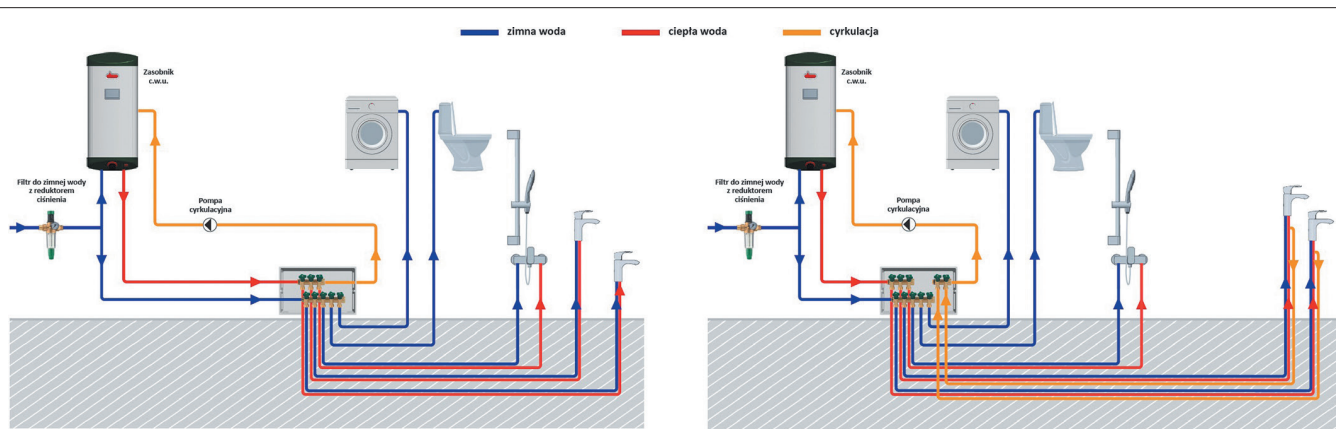 zimna woda
ciepła woda
cyrkulacja
Zasobnik
c.w.u.
Filtr do zimnej wody
z reduktorem
ciśnienia
Pompa
cyrkulacyjna
Zasobnik
c.w.u.
Filtr do zimnej wody
z reduktorem
ciśnienia
Pompa
cyrkulacyjna